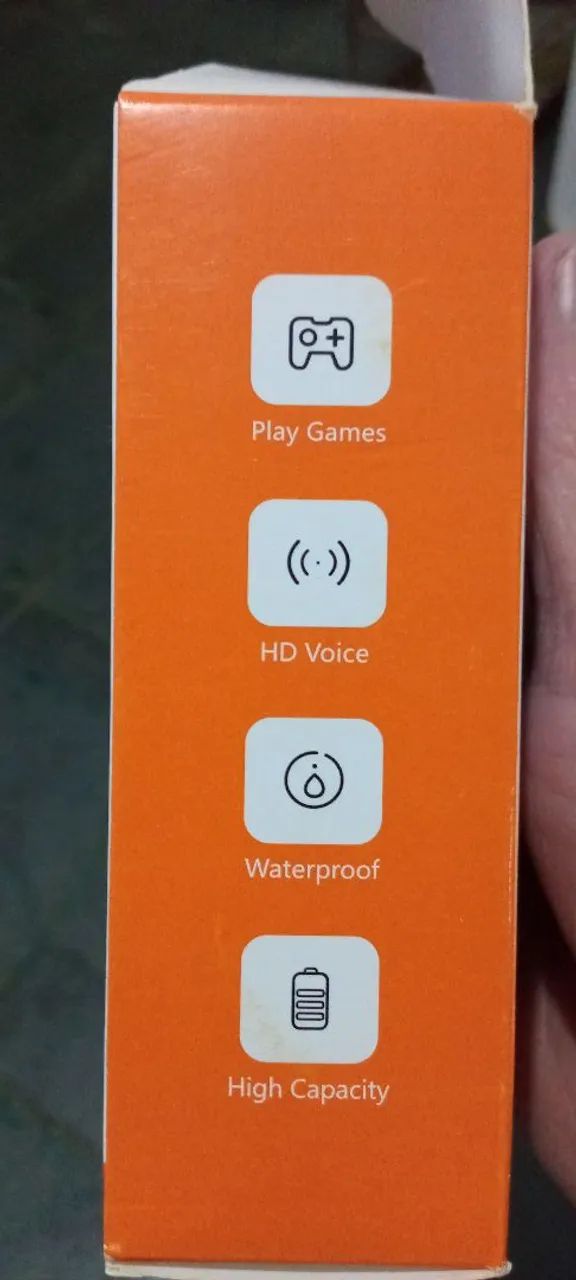 Play Games
HD Voice
Waterproof
High Capacity